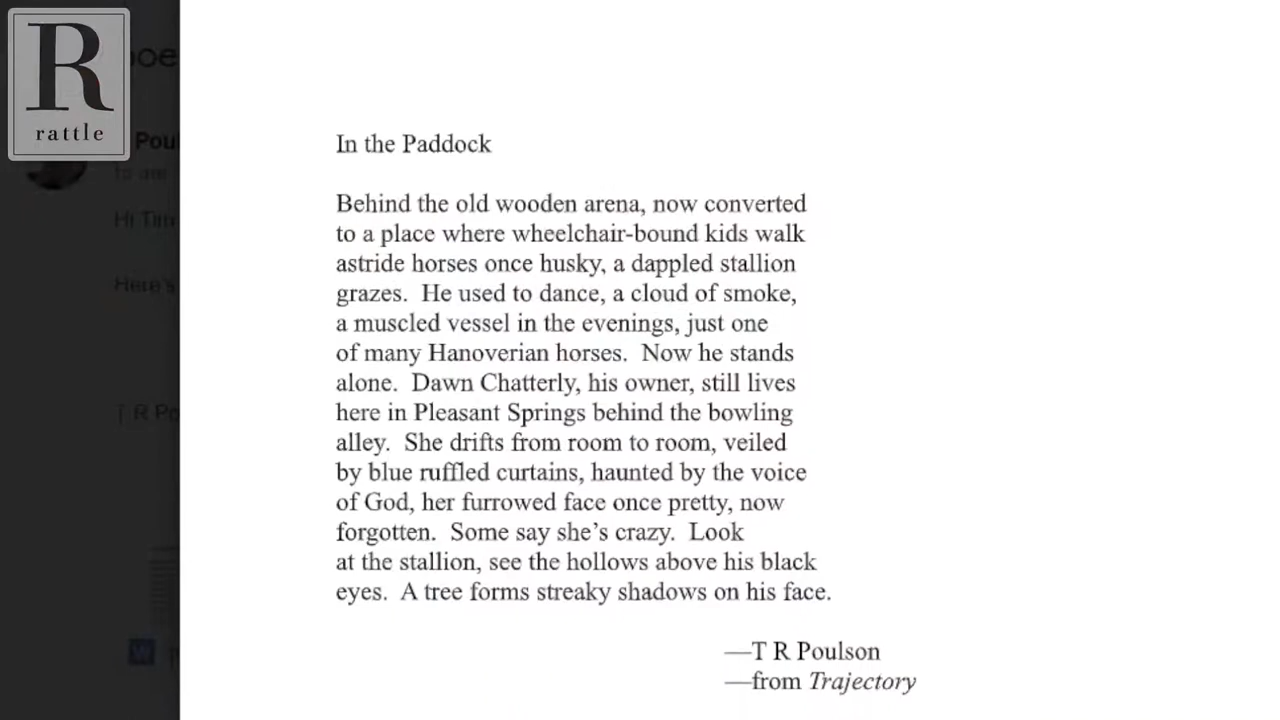 R
rattle
In the Paddock
Behind the old wooden arena, now converted
to a place where wheelchair-bound kids walk
astride horses once husky, a dappled stallion
grazes.  He used to dance, a cloud of smoke,
a muscled vessel in the evenings, just one
of many Hanoverian horses.  Now he stands
alone.  Dawn Chatterly, his owner, still lives
here in Pleasant Springs behind the bowling
alley.  She drifts from room to room, veiled
by blue ruffled curtains, haunted by the voice
of God, her furrowed face once pretty, now
forgotten.  Some say she’s crazy.  Look
at the stallion, see the hollows above his black
eyes.  A tree forms streaky shadows on his face.
—T R Poulson
—from Trajectory
Hi Tim
Here's
W